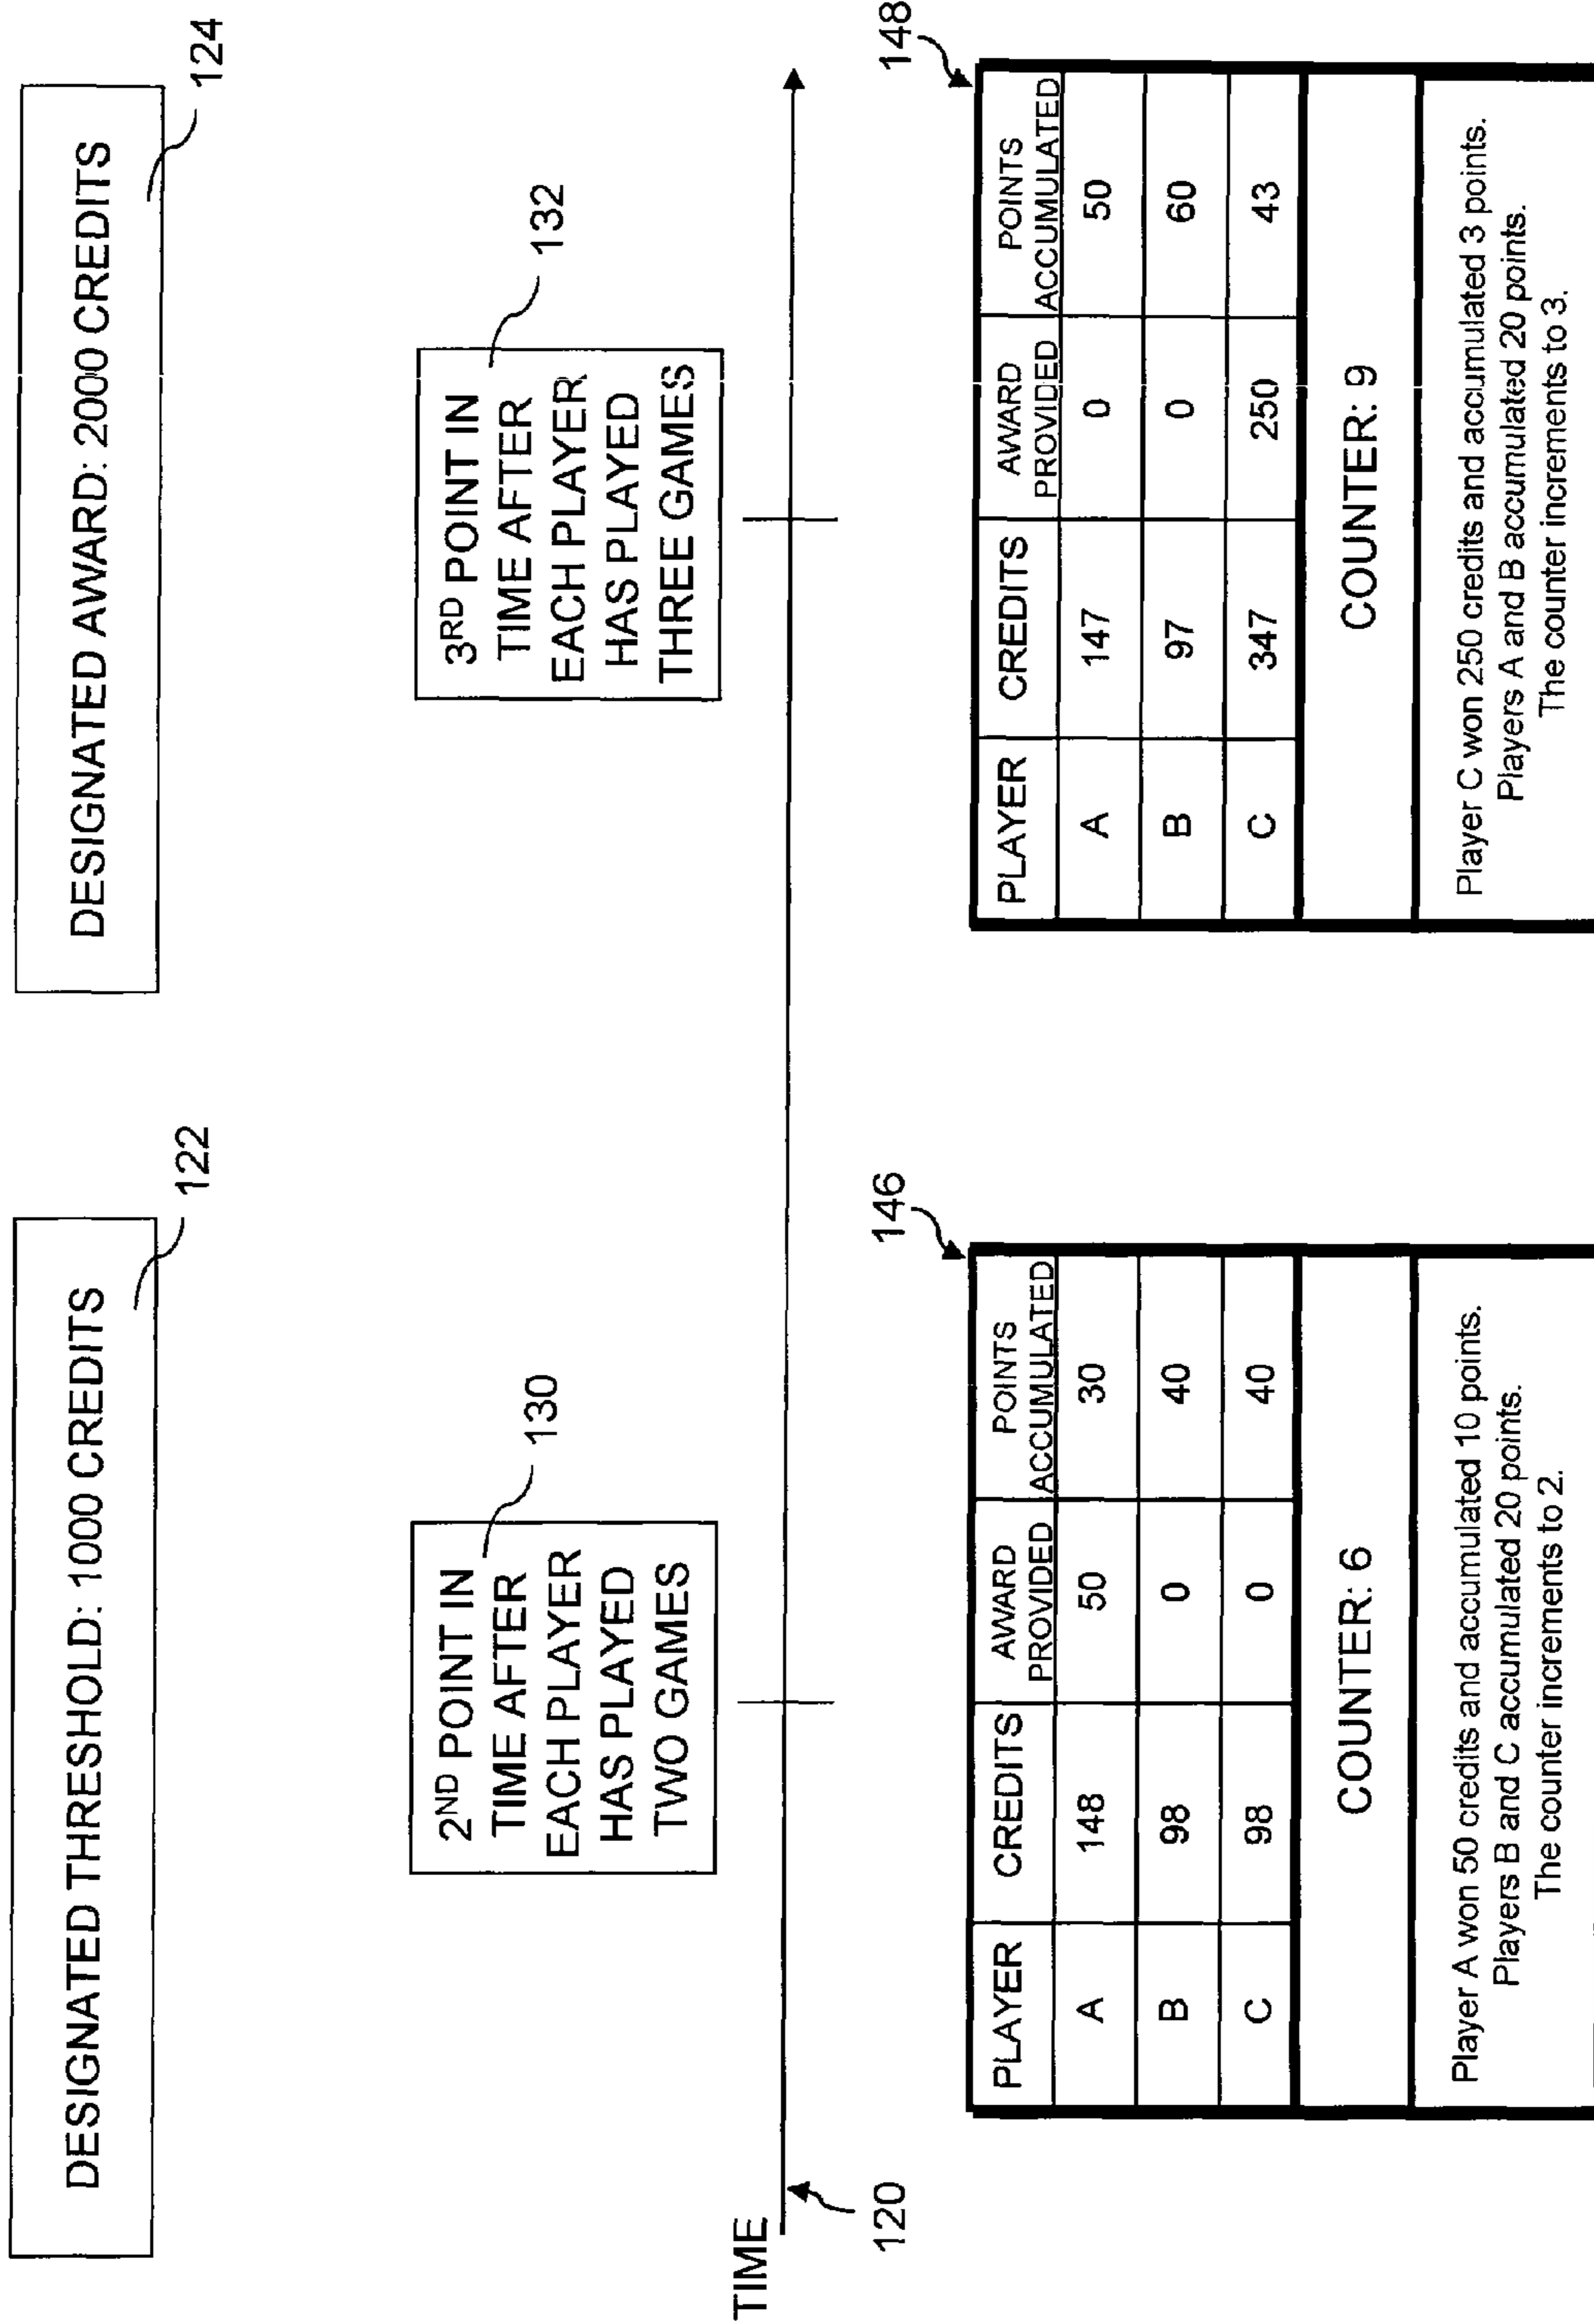 DESIGNATED THRESHOLD: 1000 CREDITS
122
DESIGNATED AWARD: 2000 CREDITS
124
2ND POINT IN
TIME AFTER
EACH PLAYER
HAS PLAYED
TWO GAMES
130
3RD POINT IN
TIME AFTER
EACH PLAYER
HAS PLAYED
THREE GAMES
132
TIME
120
146
PLAYER CREDITS AWARD PROVIDED POINTS ACCUMULATED
A 148 50 30
B 98 0 40
C 98 0 40
COUNTER: 6
Player A won 50 credits and accumulated 10 points.
Players B and C accumulated 20 points.
The counter increments to 2.
148
PLAYER CREDITS AWARD PROVIDED POINTS ACCUMULATED
A 147 0 50
B 97 0 60
C 347 250 43
COUNTER: 9
Player C won 250 credits and accumulated 3 points.
Players A and B accumulated 20 points.
The counter increments to 3.